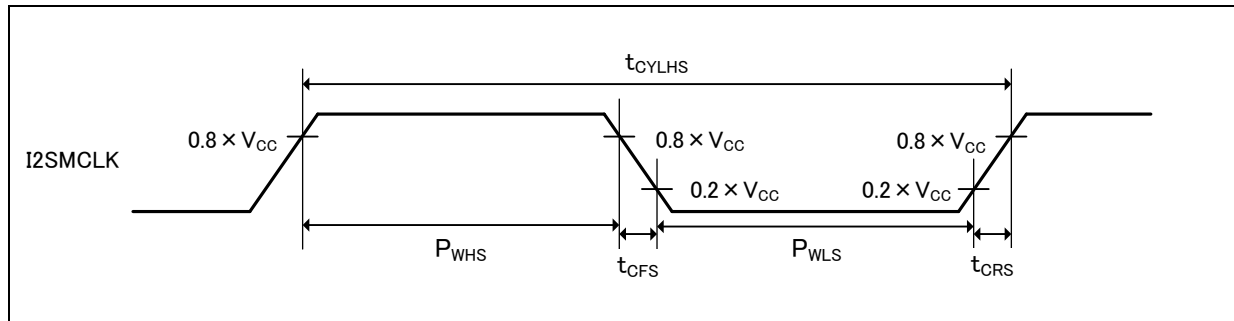 tCYLHS
0.8 × VCC
0.8 × VCC
0.8 × VCC
I2SMCLK
0.2 × VCC
0.2 × VCC
PWHS
tCFS
PWLS
tCRS